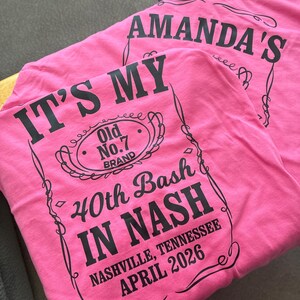 IT'S MY
Old
No.7
BRAND
40th Bash
IN NASH
NASHVILLE, TENNESSEE
APRIL 2026
AMANDA'S